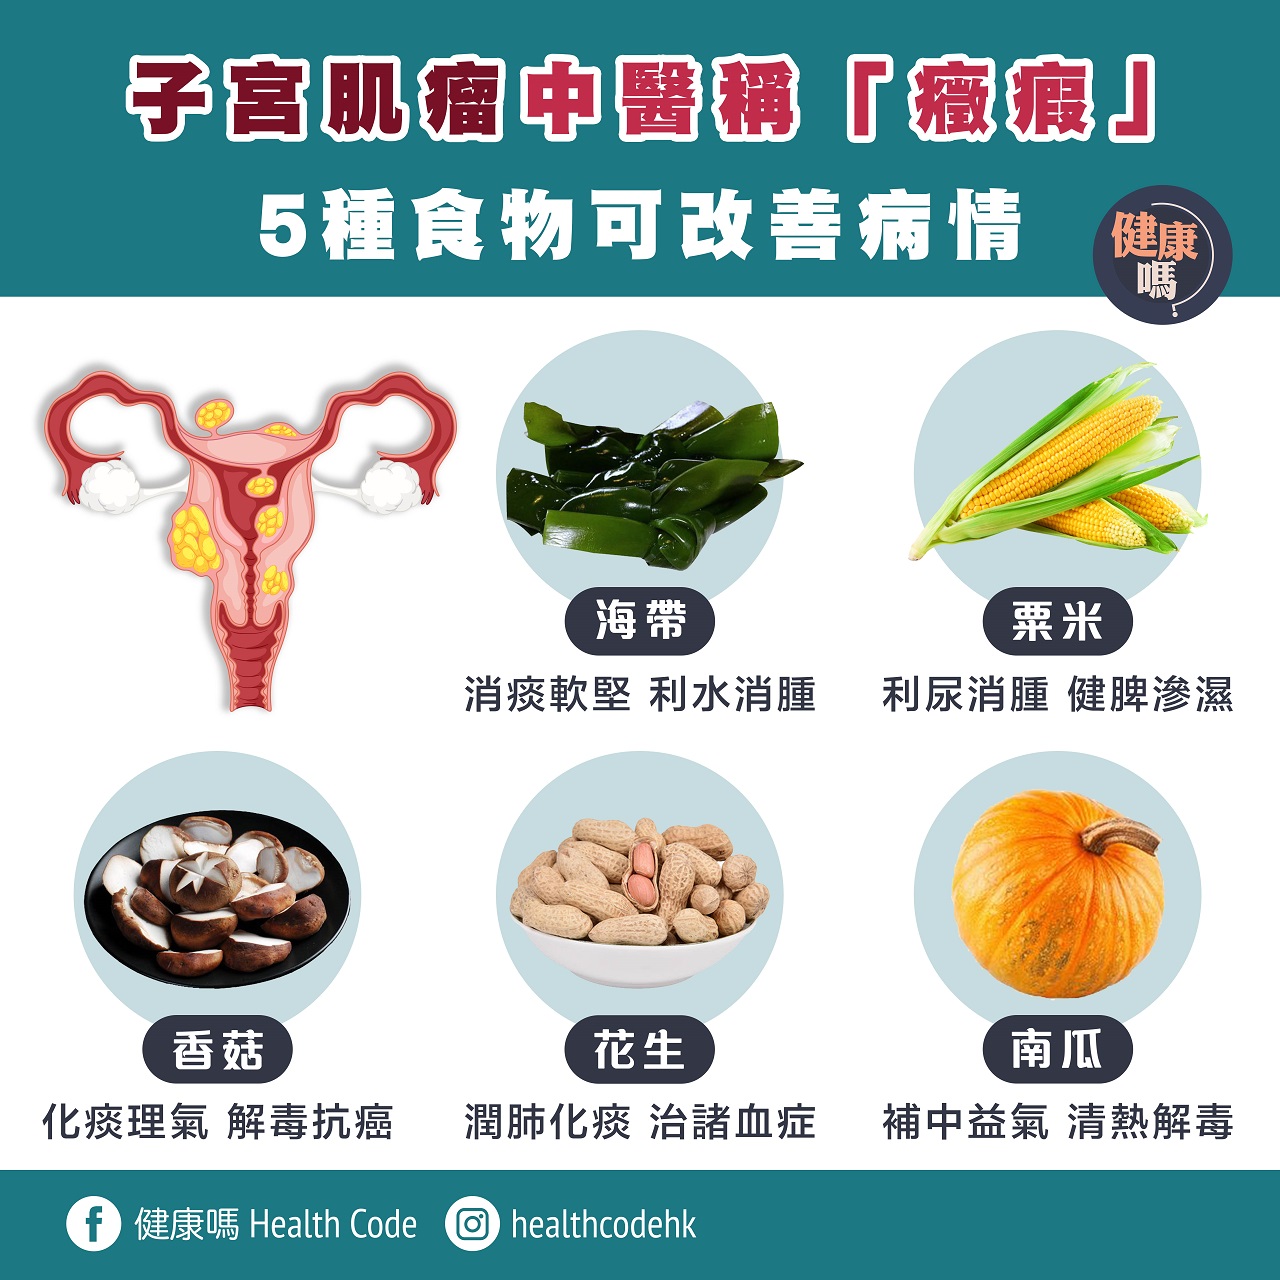 子宮肌瘤中醫稱「癥瘕」
5種食物可改善病情
健康
嗎?
海帶
消痰軟堅 利水消腫
粟米
利尿消腫 健脾滲濕
香菇
化痰理氣 解毒抗癌
花生
潤肺化痰 治諸血症
南瓜
補中益氣 清熱解毒
健康嗎 Health Code
healthcodehk